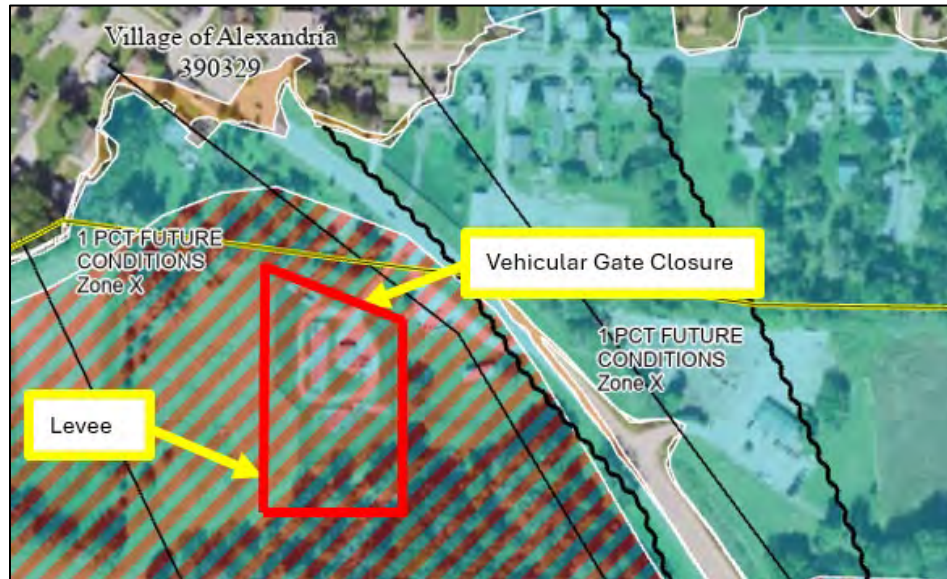 Village of Alexandria
390329
1 PCT FUTURE
CONDITIONS
Zone X
Vehicular Gate Closure
1 PCT FUTURE
CONDITIONS
Zone X
Levee